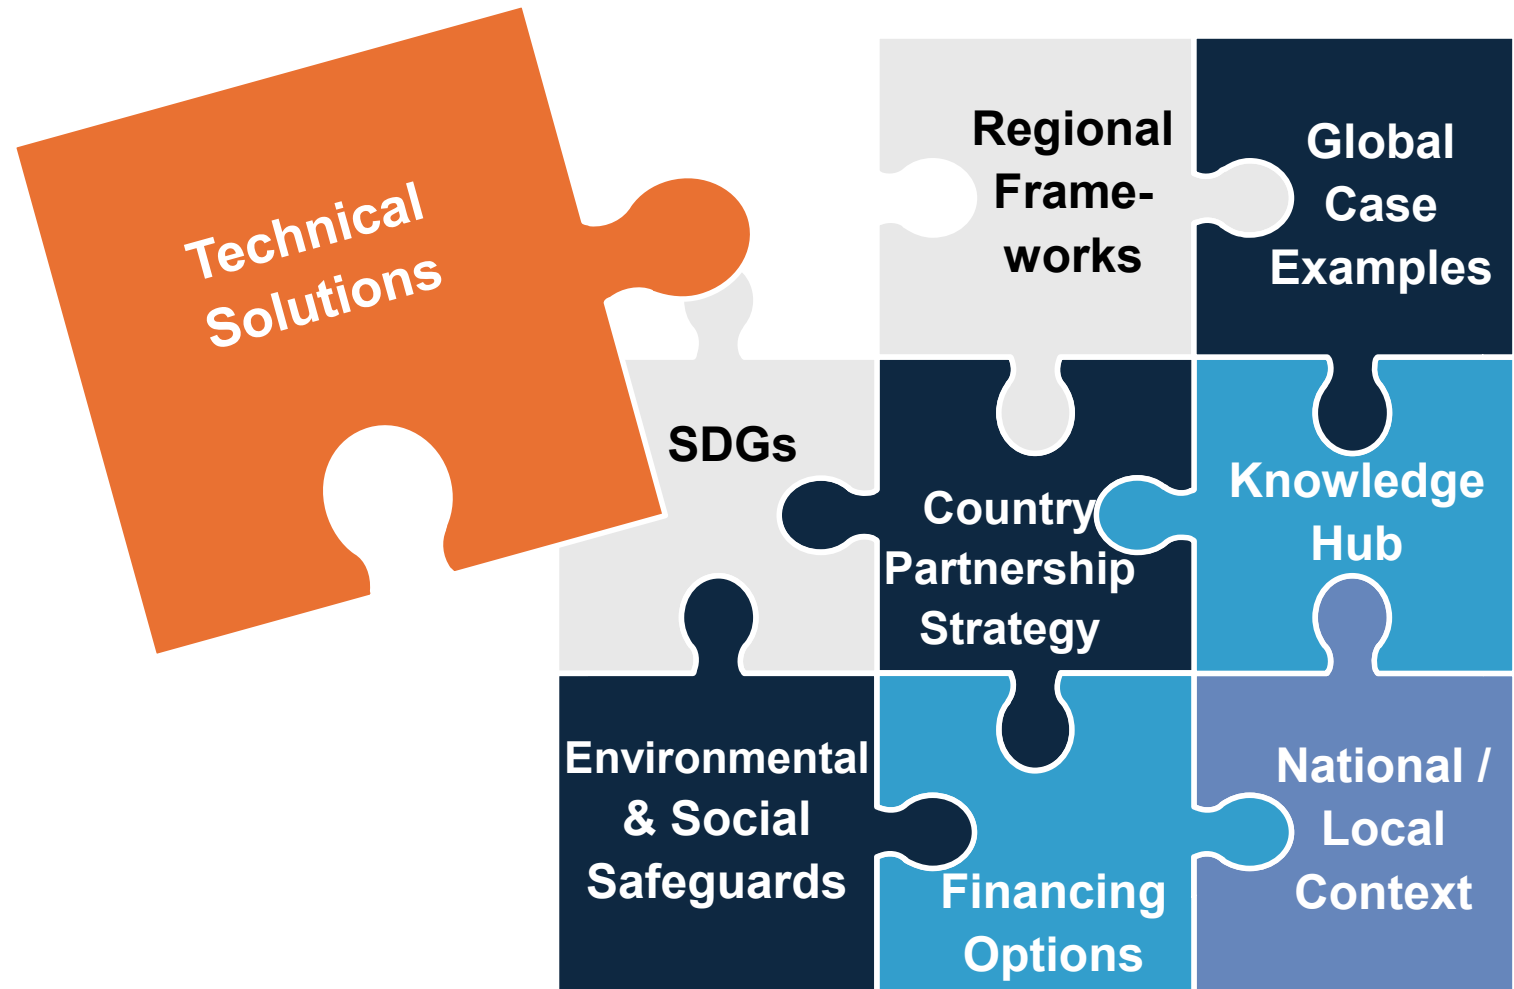 Technical
Solutions
Regional
Frame-
works
Global
Case
Examples
SDGs
Country
Partnership
Strategy
Knowledge
Hub
Environmental
& Social
Safeguards
Financing
Options
National /
Local
Context